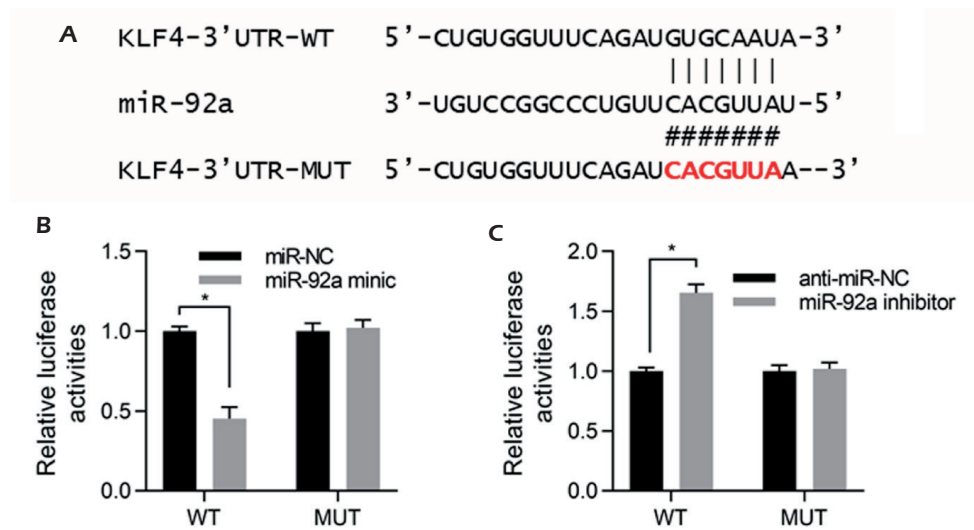 A
KLF4-3’UTR-WT 5’-CUGUGGUUUCAGAUGUGCAAUA-3’
|||||||
miR-92a 3’-UGUCCGGCCCUGUUCACGUUAU-5’
#######
KLF4-3’UTR-MUT 5’-CUGUGGUUUCAGAUCACGUUAA--3’
B
Relative luciferase activities
1.5
1.0
0.5
0.0
miR-NC
miR-92a minic
*
WT MUT
C
Relative luciferase activities
2.0
1.5
1.0
0.5
0.0
anti-miR-NC
miR-92a inhibitor
*
WT MUT